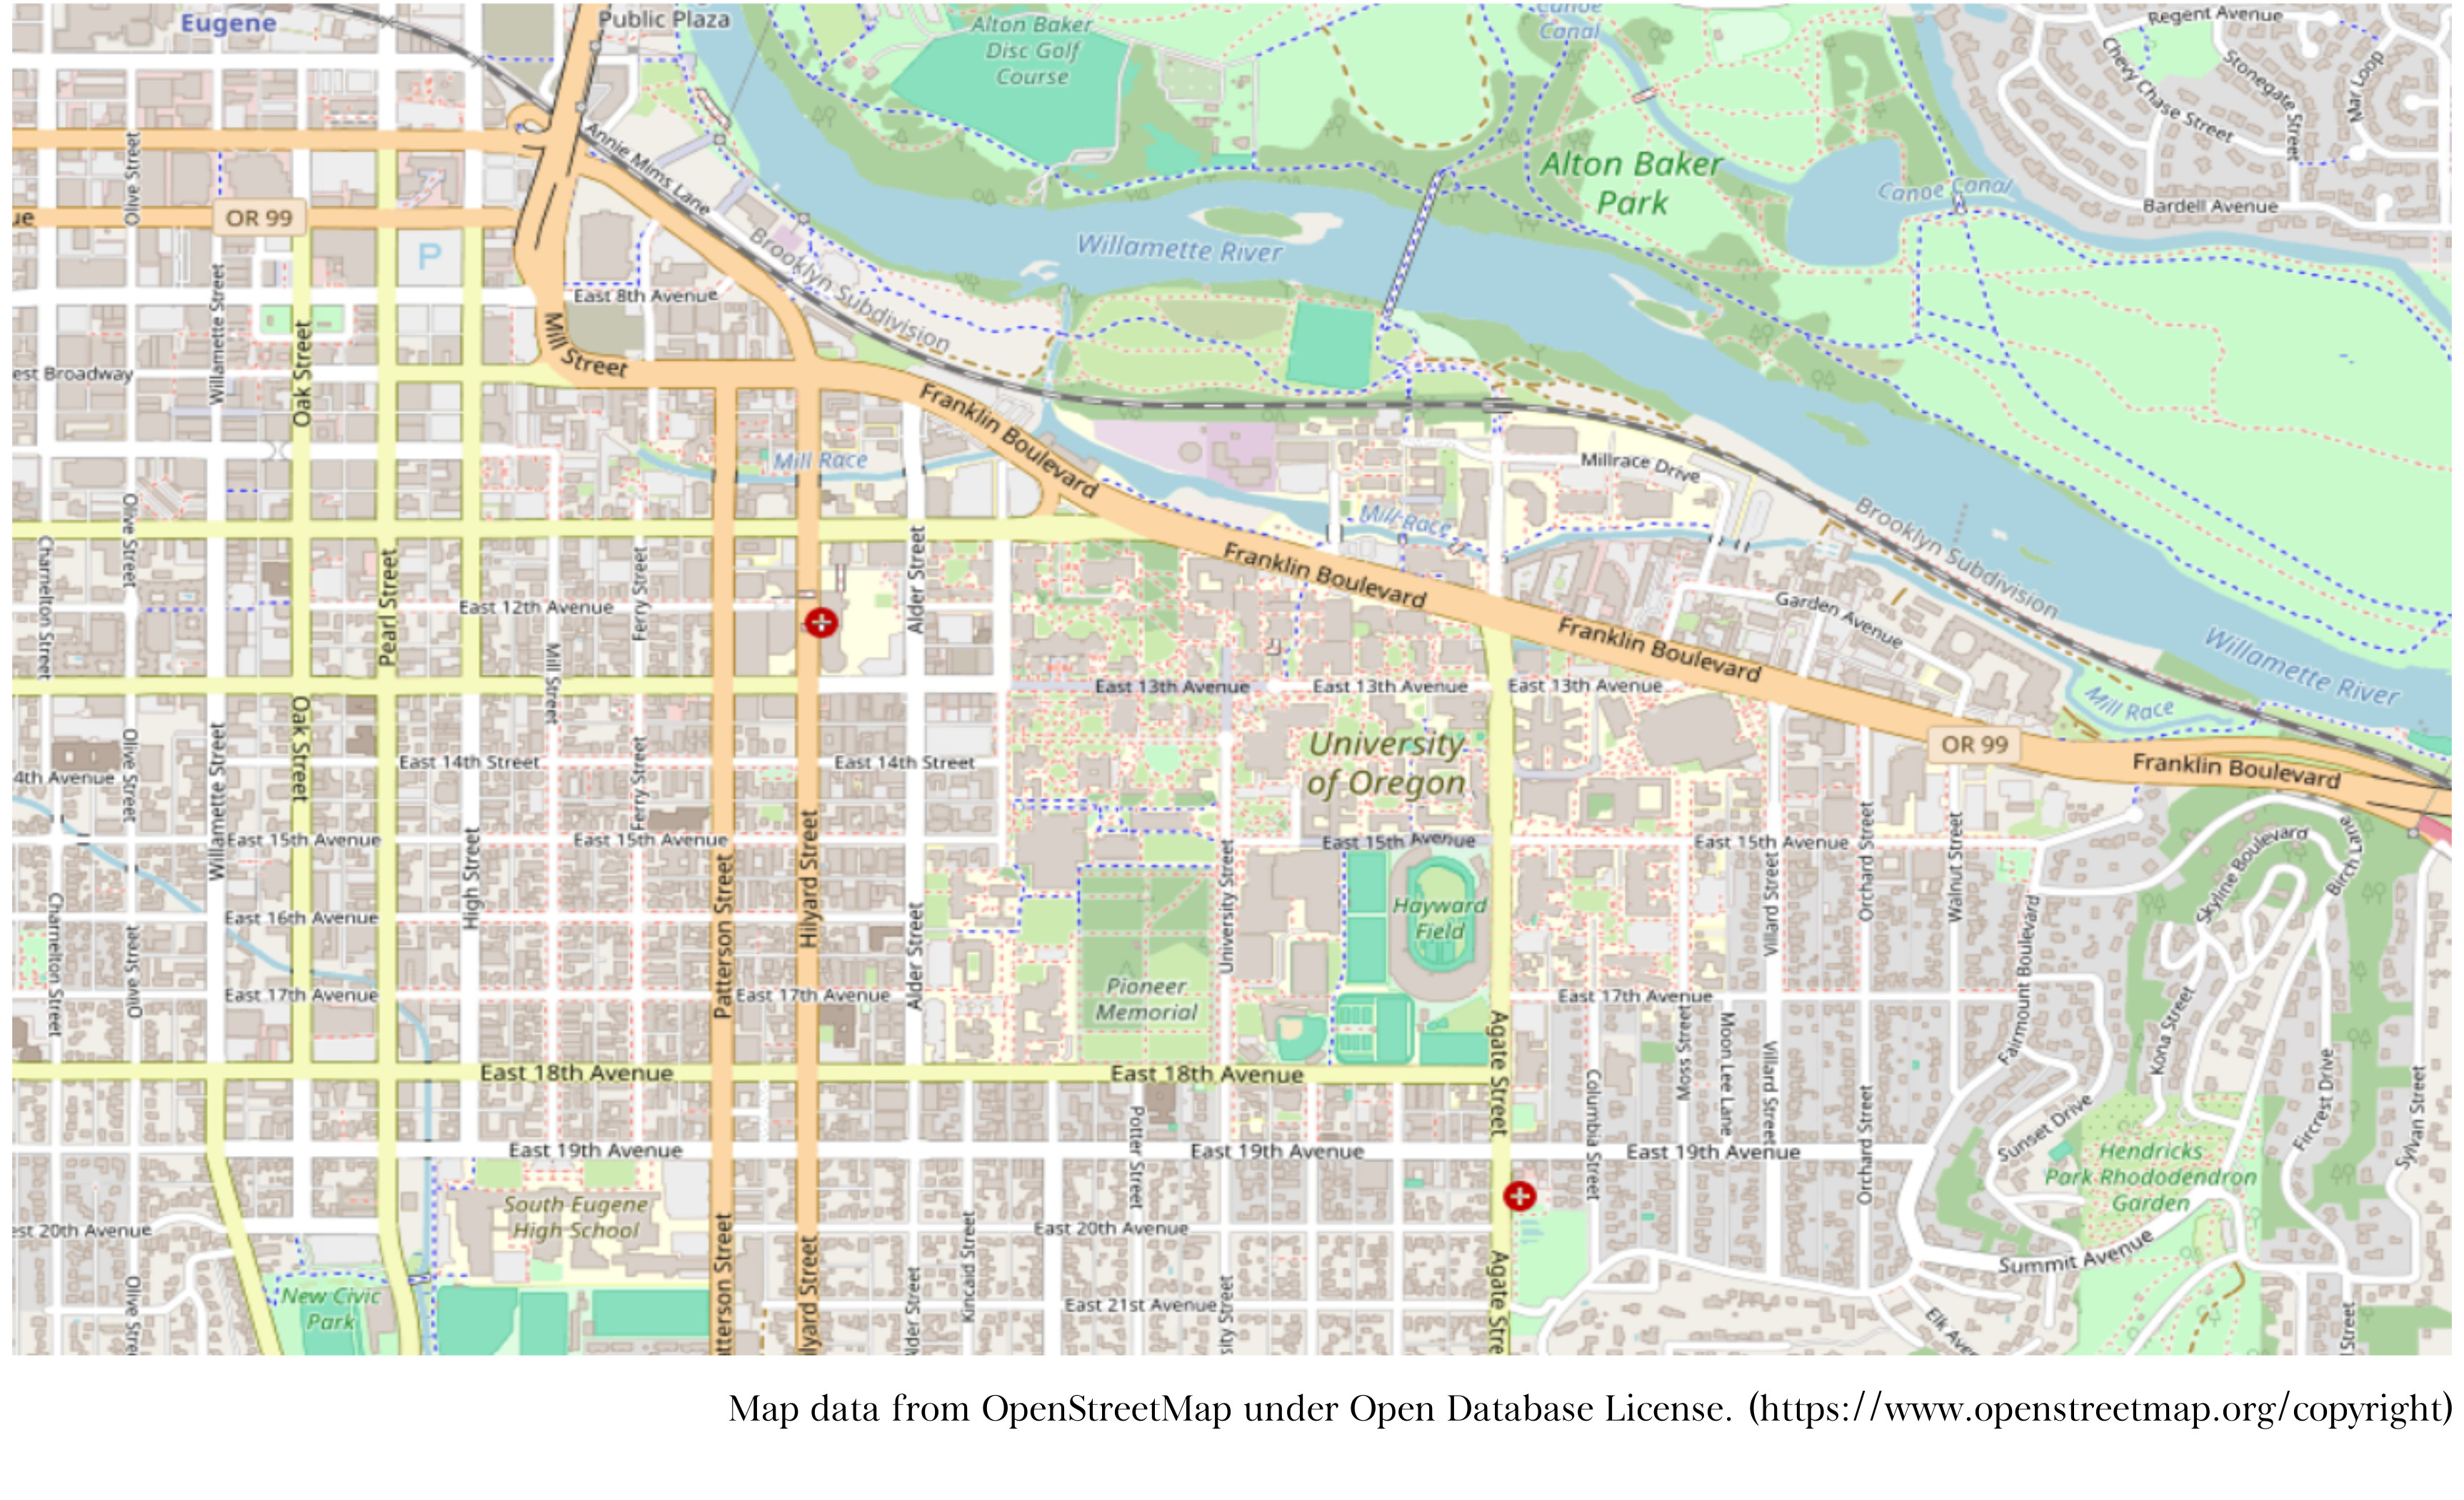 Eugene
Public Plaza
Alton Baker
Disc Golf
Course
Canoe
Canal
Regent Avenue
Chevy Chase Street
Stonegate Street
Mar Loop
Annie Mims Lane
Olive Street
OR 99
ue
Alton Baker
Park
Canoe Canal
Bardell Avenue
P
Willamette River
Brooklyn Subdivision
East 8th Avenue
Willamette Street
Oak Street
Mill Street
est Broadway
Franklin Boulevard
Mill Race
Millrace Drive
Mill Race
Olive Street
Charnelton Street
Pearl Street
East 12th Avenue
Ferry Street
Alder Street
Franklin Boulevard
Franklin Boulevard
Garden Avenue
Brooklyn Subdivision
Willamette River
Mill Street
East 13th Avenue
East 13th Avenue
East 13th Avenue
Mill Race
Oak Street
Olive Street
Willamette Street
4th Avenue
East 14th Street
Ferry Street
East 14th Street
University
of Oregon
OR 99
Franklin Boulevard
East 15th Avenue
High Street
East 15th Avenue
Patterson Street
Hilyard Street
University Street
East 15th Avenue
East 15th Avenue
Villard Street
Orchard Street
Walnut Street
Skyline Boulevard
Birch Lane
Charnelton Street
Olive Street
East 16th Avenue
Alder Street
Hayward
Field
Fairmount Boulevard
East 17th Avenue
East 17th Avenue
Pioneer
Memorial
East 17th Avenue
Agate Street
Moss Street
Moon Lee Lane
Villard Street
Kona Street
East 18th Avenue
East 18th Avenue
Columbia Street
Orchard Street
Sunset Drive
Fircrest Drive
Sylvan Street
Potter Street
East 19th Avenue
East 19th Avenue
East 19th Avenue
Hendricks
Park Rhododendron
Garden
South Eugene
High School
est 20th Avenue
Kincaid Street
East 20th Avenue
Summit Avenue
New Civic
Park
Olive Stree
atterson Street
lyard Street
lder Street
East 21st Avenue
sity Street
Agate Stre
Elk Aven
Street
Map data from OpenStreetMap under Open Database License. (https://www.openstreetmap.org/copyright)